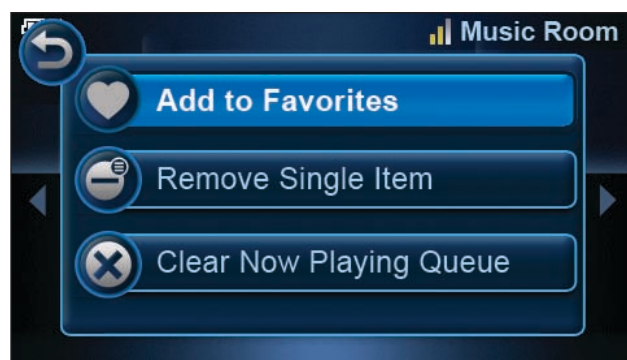 Music Room
Add to Favorites
Remove Single Item
Clear Now Playing Queue